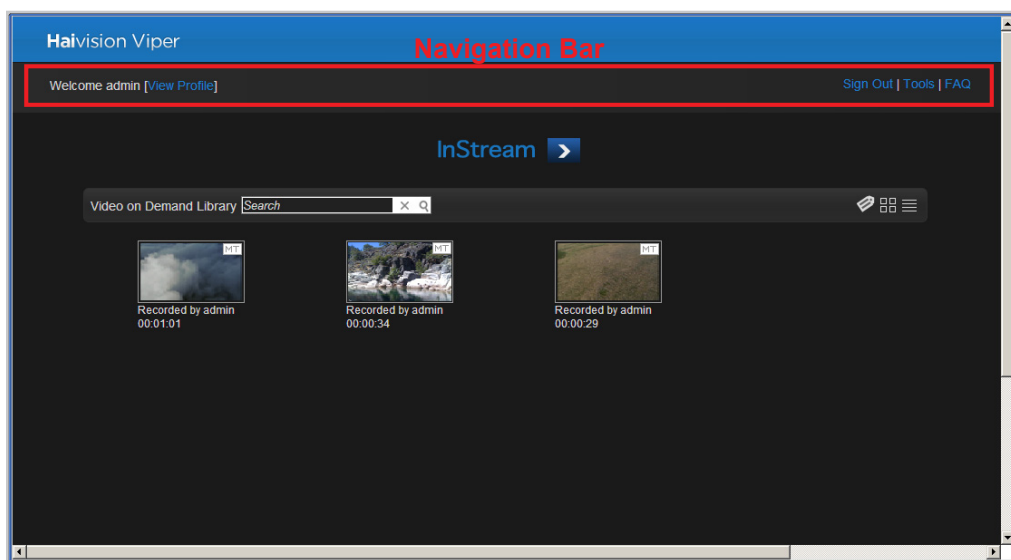 Haivision Viper
Navigation Bar
Welcome admin [View Profile]
Sign Out | Tools | FAQ
InStream
Video on Demand Library Search
MT
MT
MT
Recorded by admin
00:01:01
Recorded by admin
00:00:34
Recorded by admin
00:00:29